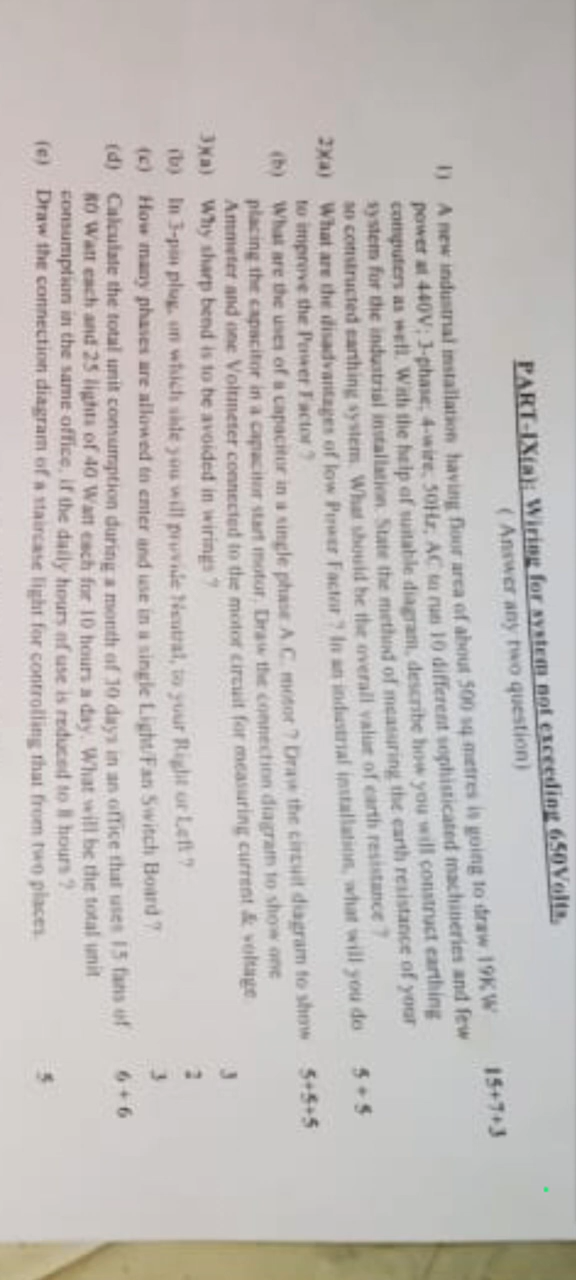 PART-IX(a): Wiring for system not exceeding 650Volts.
( Answer any two question)
1) A new industrial installation having floor area of about 500 sq metres is going to draw 19KW 15+7+3
power at 440V, 3-phase, 4-wire, 50Hz, AC to run 10 different sophisticated machineries and few
computers as well. With the help of suitable diagram, describe how you will construct earthing
system for the industrial installation. State the method of measuring the earth resistance of your
so constructed earthing system. What should be the overall value of earth resistance ?
2)(a) What are the disadvantages of low Power Factor ? In an industrial installation, what will you do 5+5
to improve the Power Factor ?
(b) What are the uses of a capacitor in a single phase A.C. motor ? Draw the circuit diagram to show 5+5+5
placing the capacitor in a capacitor start motor. Draw the connection diagram to show one
Ammeter and one Voltmeter connected to the motor circuit for measuring current & voltage
3)(a) Why sharp bend is to be avoided in wirings ? 3
(b) In 3-pin plug, on which side you will provide Neutral, to your Right or Left ? 2
(c) How many phases are allowed to enter and use in a single Light/Fan Switch Board ? 3
(d) Calculate the total unit consumption during a month of 30 days in an office that uses 15 fans of 6+6
80 Watt each and 25 lights of 40 Watt each for 10 hours a day. What will be the total unit
consumption in the same office, if the daily hours of use is reduced to 8 hours ?
(e) Draw the connection diagram of a staircase light for controlling that from two places. 5